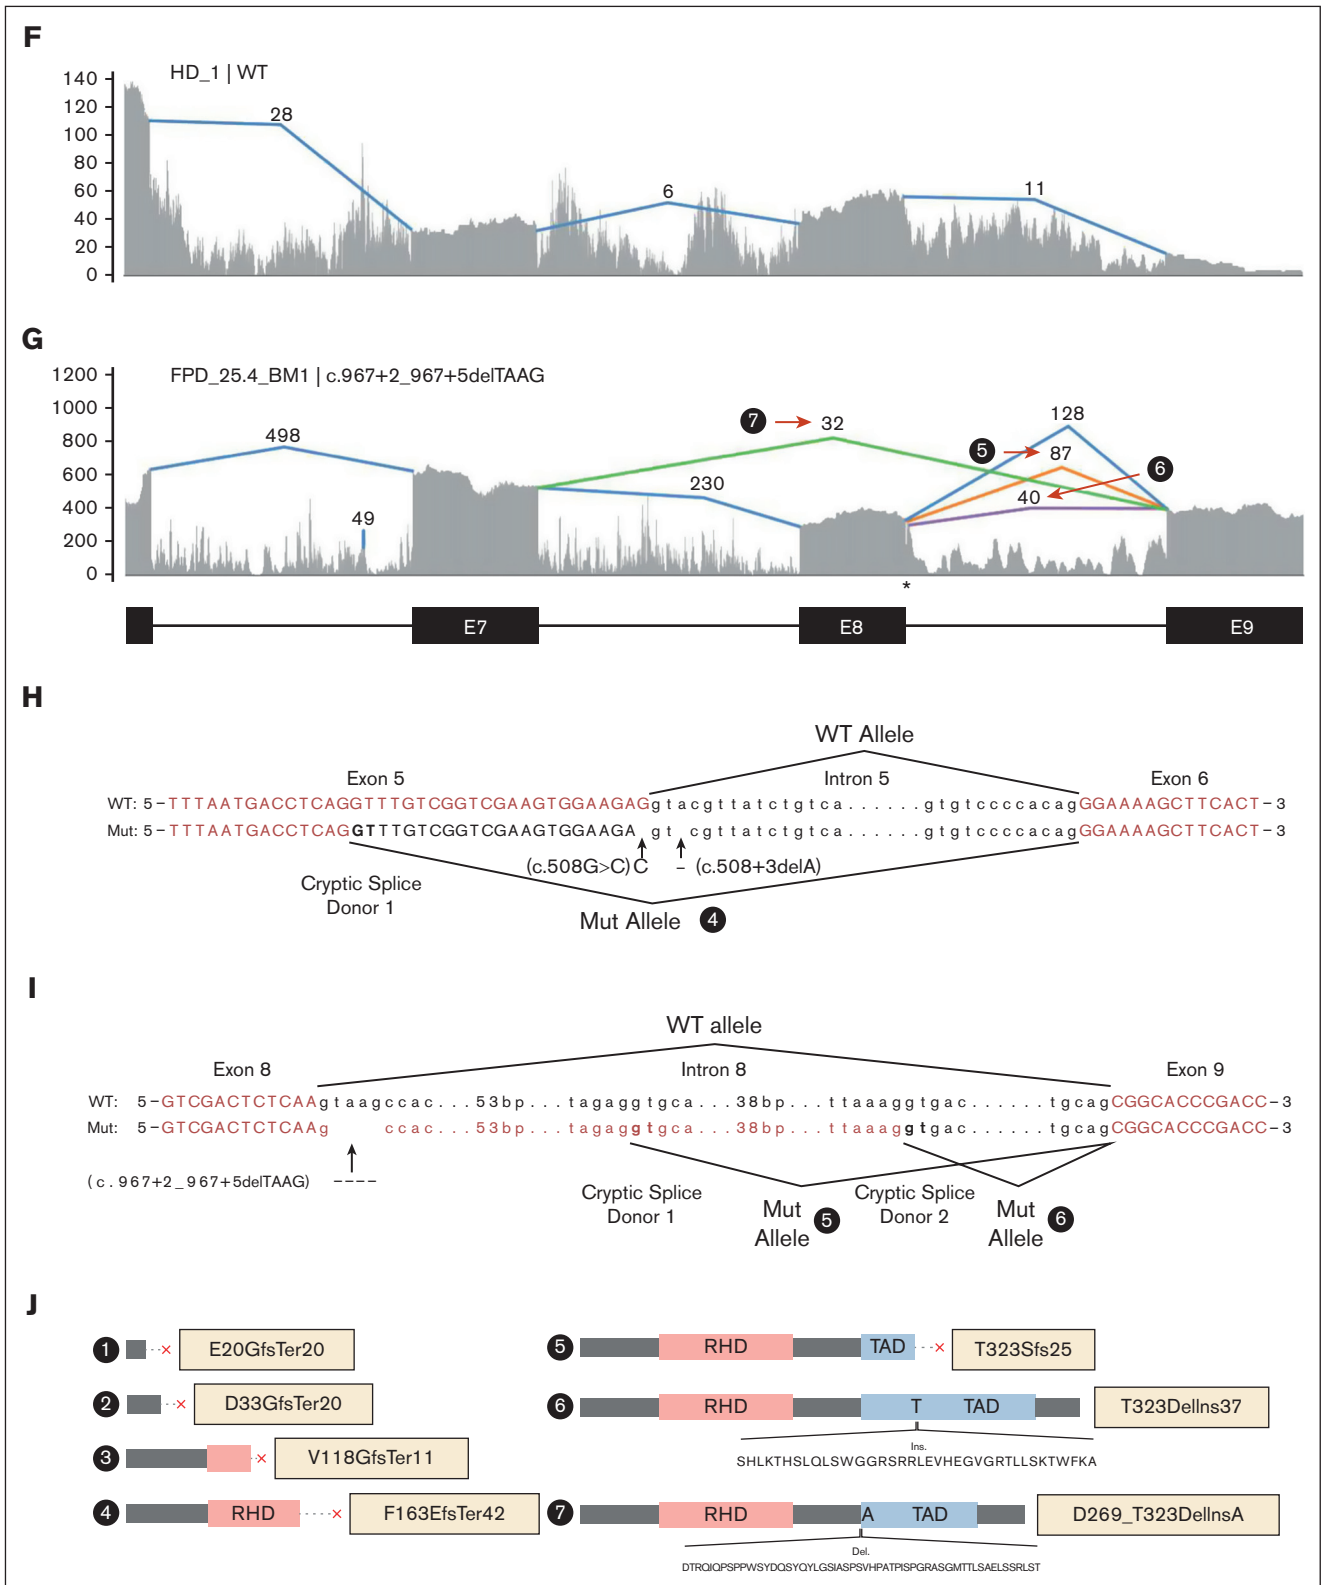 F
HD_1 | WT
140
120
100
80
60
40
20
0
28
6
11
G
FPD_25.4_BM1 | c.967+2_967+5delTAAG
1200
1000
800
600
400
200
0
498
49
230
7
32
128
5
87
6
40
*
E7
E8
E9
H
WT Allele
Exon 5
Intron 5
Exon 6
WT: 5–TTTAATGACCTCAGGTTTGTCGGTCGAAGTGGAAGAGgtacgttatctgtca......gtgtccccacagGGAAAAGCTTCACT–3
Mut: 5–TTTAATGACCTCAGGTTTGTCGGTCGAAGTGGAAGA gt cgttatctgtca......gtgtccccacagGGAAAAGCTTCACT–3
(c.508G>C) C – (c.508+3delA)
Cryptic Splice
Donor 1
Mut Allele 4
I
WT allele
Exon 8
Intron 8
Exon 9
WT: 5–GTCGACTCTCAAgtaagccac...53bp...tagaggtgca...38bp...ttaaaggtgac......tgcagCGGCACCCGACC–3
Mut: 5–GTCGACTCTCAAg ccac...53bp...tagaggtgca...38bp...ttaaaggtgac......tgcagCGGCACCCGACC–3
(c.967+2_967+5delTAAG) ----
Cryptic Splice
Donor 1
Mut
Allele 5
Cryptic Splice
Donor 2
Mut
Allele 6
J
1 × E20GfsTer20
2 × D33GfsTer20
3 × V118GfsTer11
4 RHD × F163EfsTer42
5 RHD TAD × T323Sfs25
6 RHD T TAD T323DelIns37
Ins.
SHLKTHSLQLSWGGRSRRLEVHEGVGRTLLSKTWFKA
7 RHD A TAD D269_T323DelInsA
Del.
DTRQIQPSPPWSYDQSYQYLGSIASPSVHPATPISPGRASGMTTLSAELSSRLST